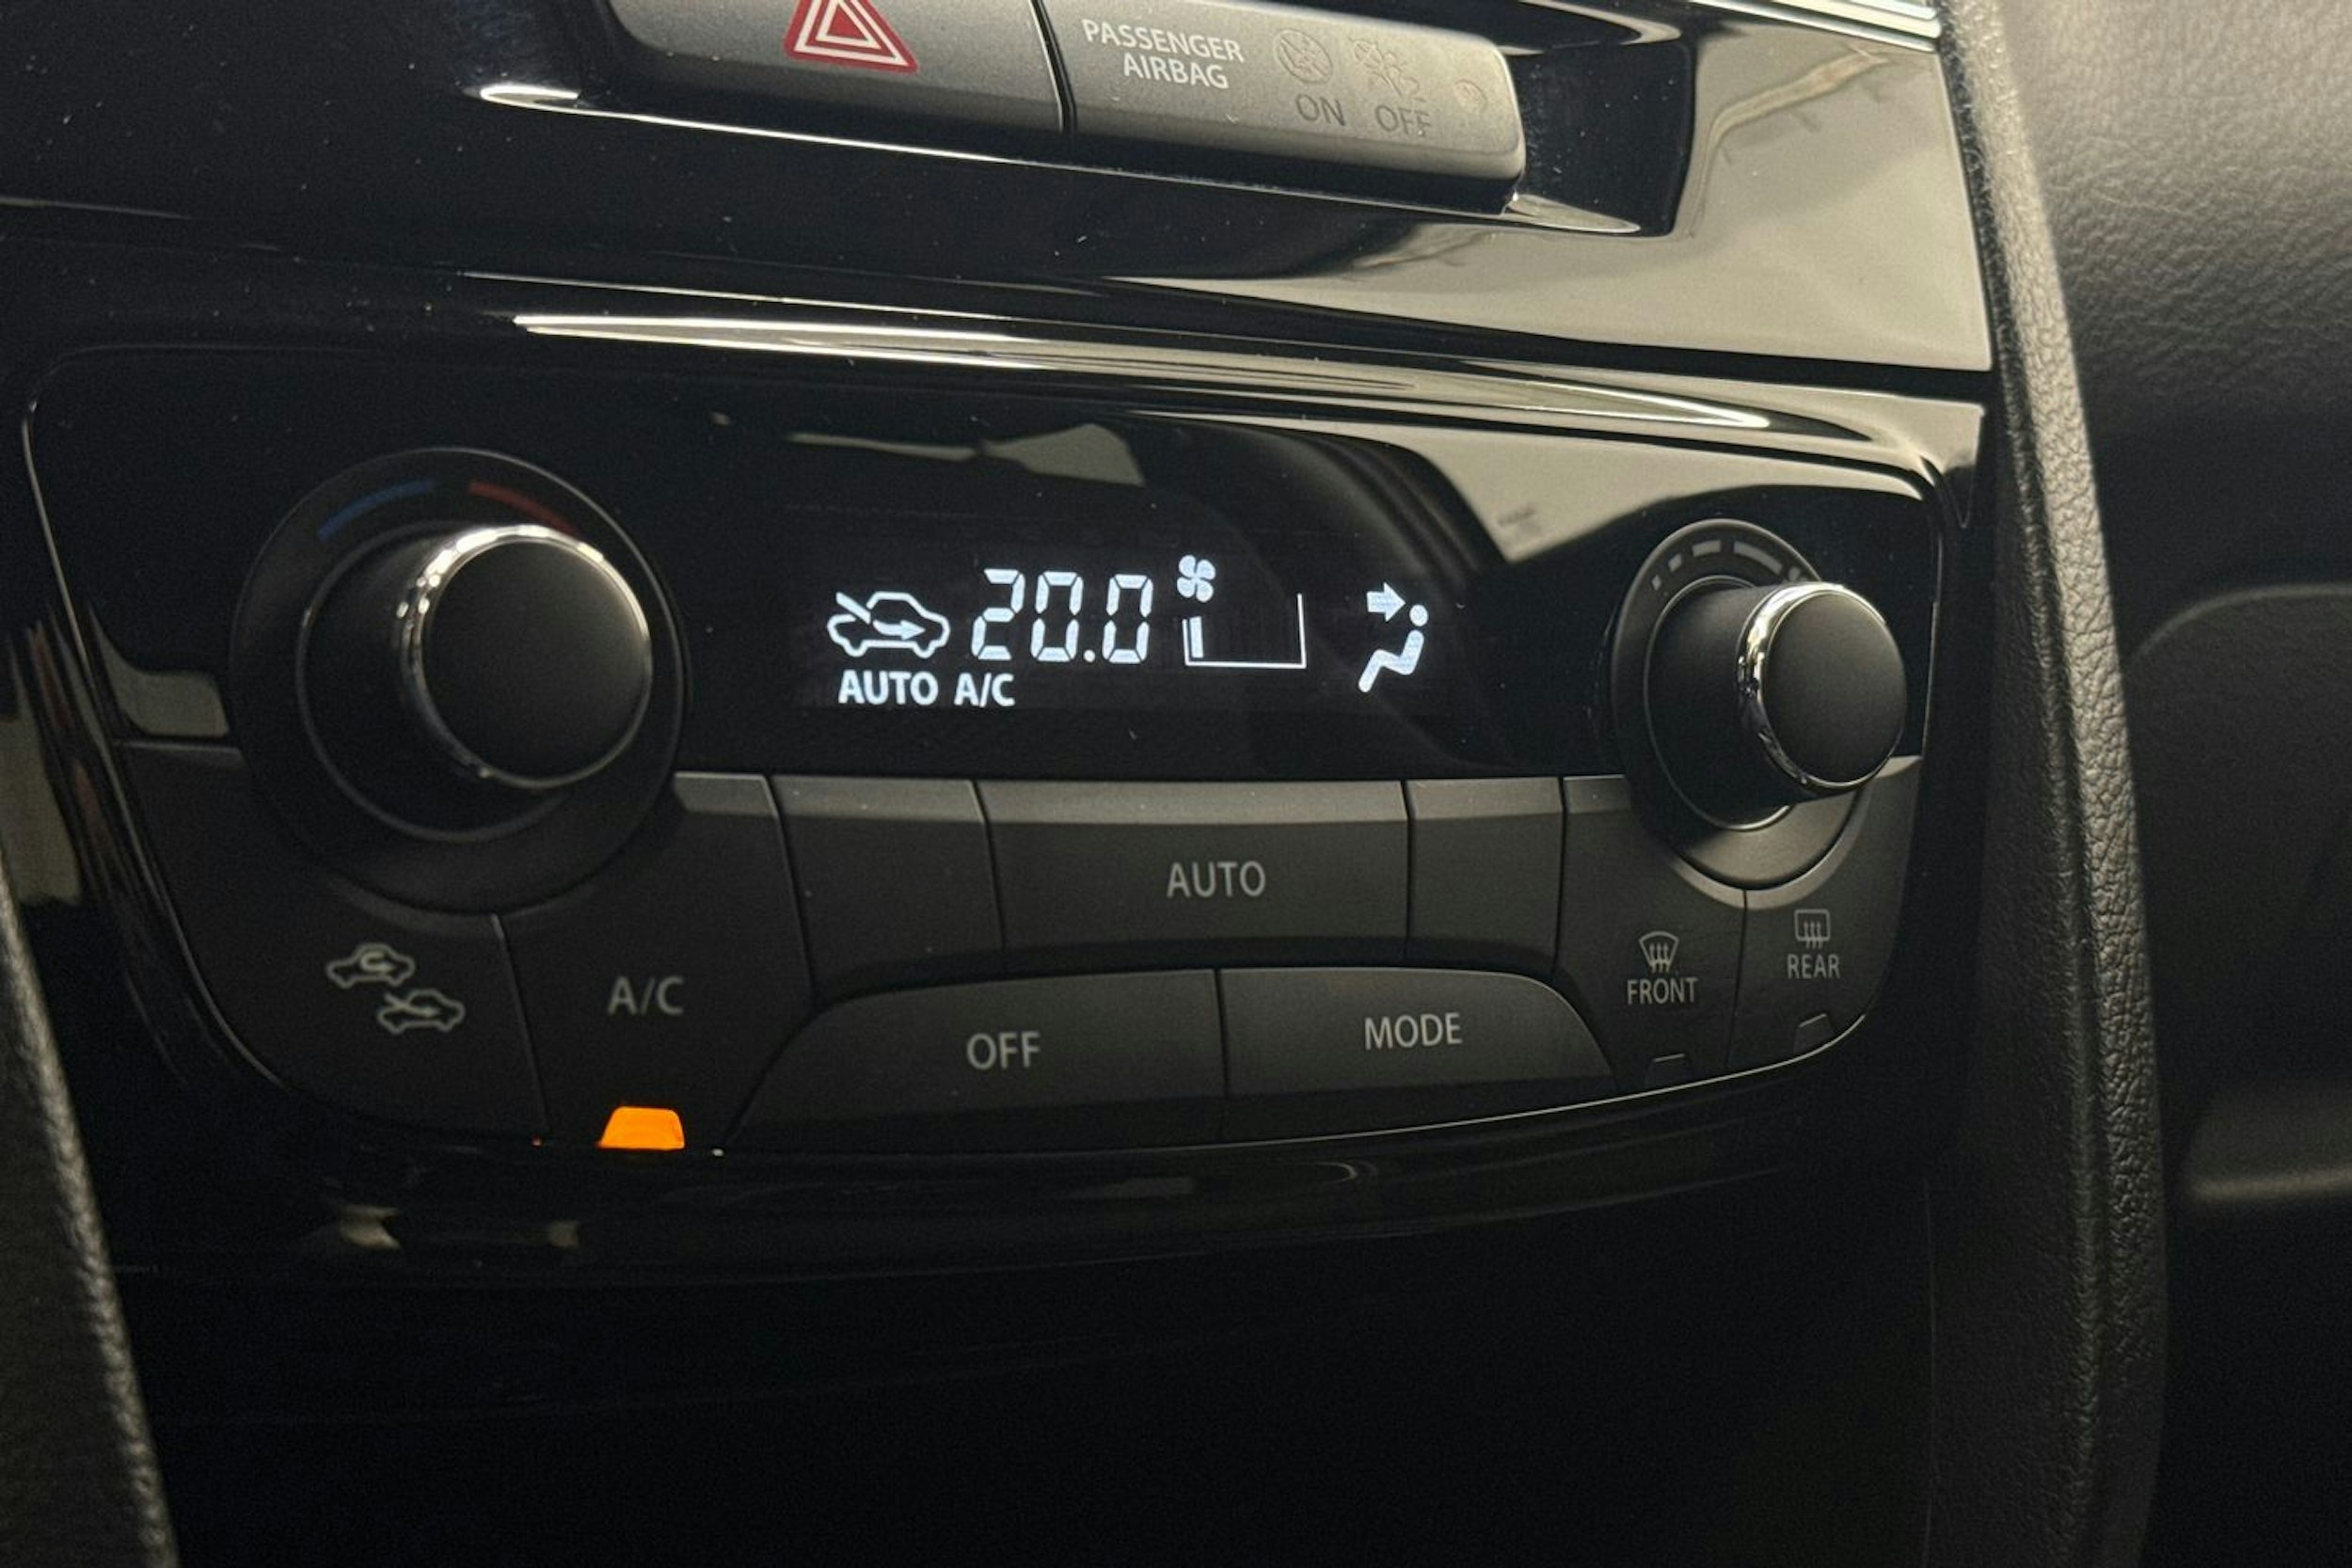 PASSENGER
AIRBAG
ON OFF
20.0
AUTO A/C
AUTO
A/C
OFF
MODE
FRONT
REAR